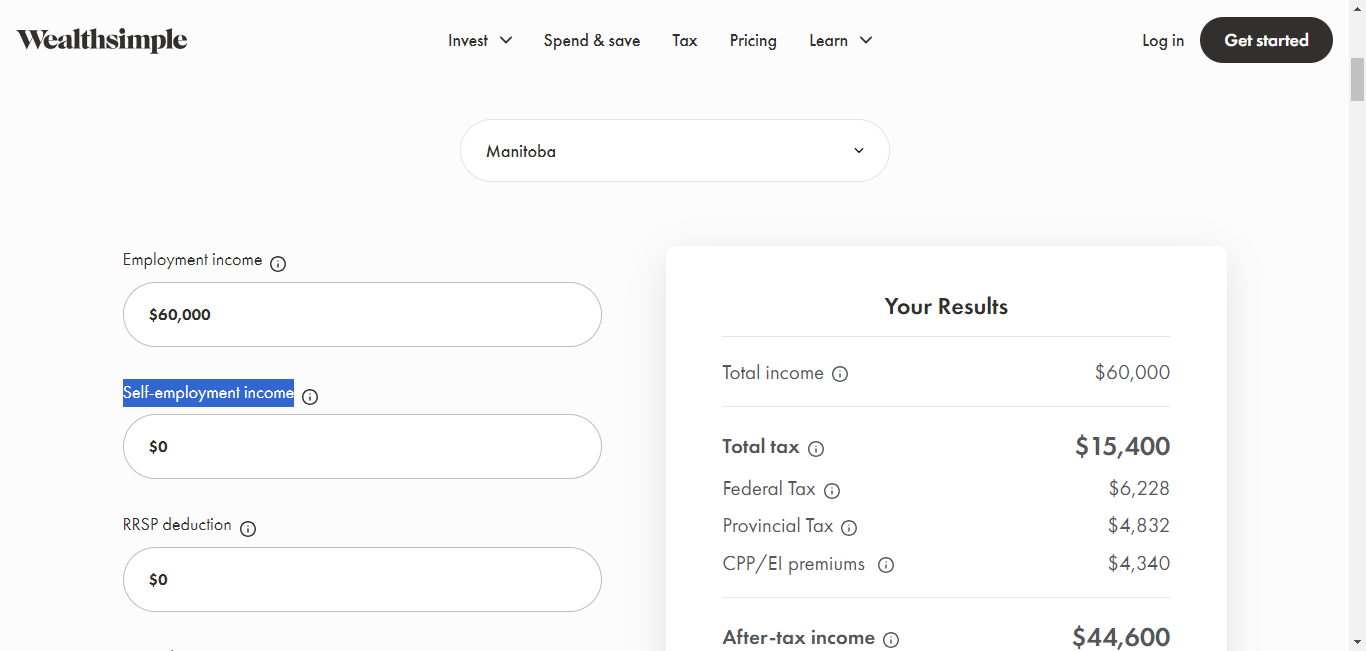 Wealthsimple
Invest Spend & save Tax Pricing Learn Log in Get started
Manitoba
Employment income
$60,000
Self-employment income
$0
RRSP deduction
$0
Your Results
Total income $60,000
Total tax $15,400
Federal Tax $6,228
Provincial Tax $4,832
CPP/EI premiums $4,340
After-tax income $44,600